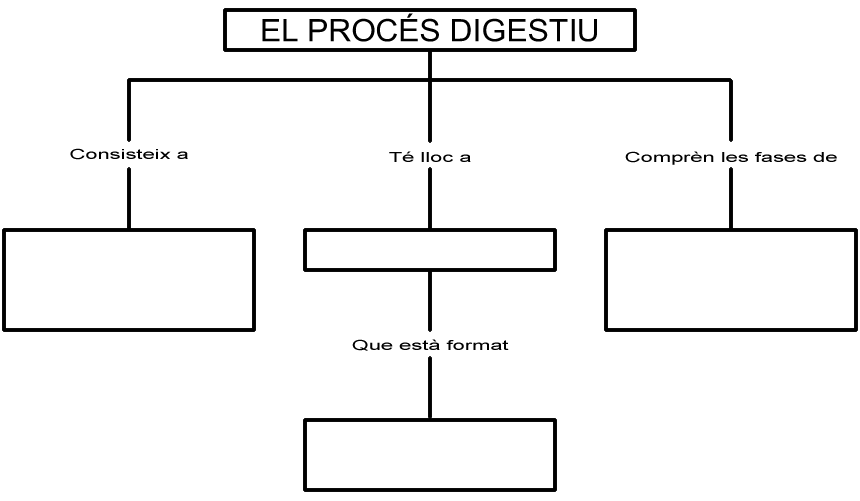 EL PROCÉS DIGESTIU
Consisteix a
Té lloc a
Comprèn les fases de
Que està format